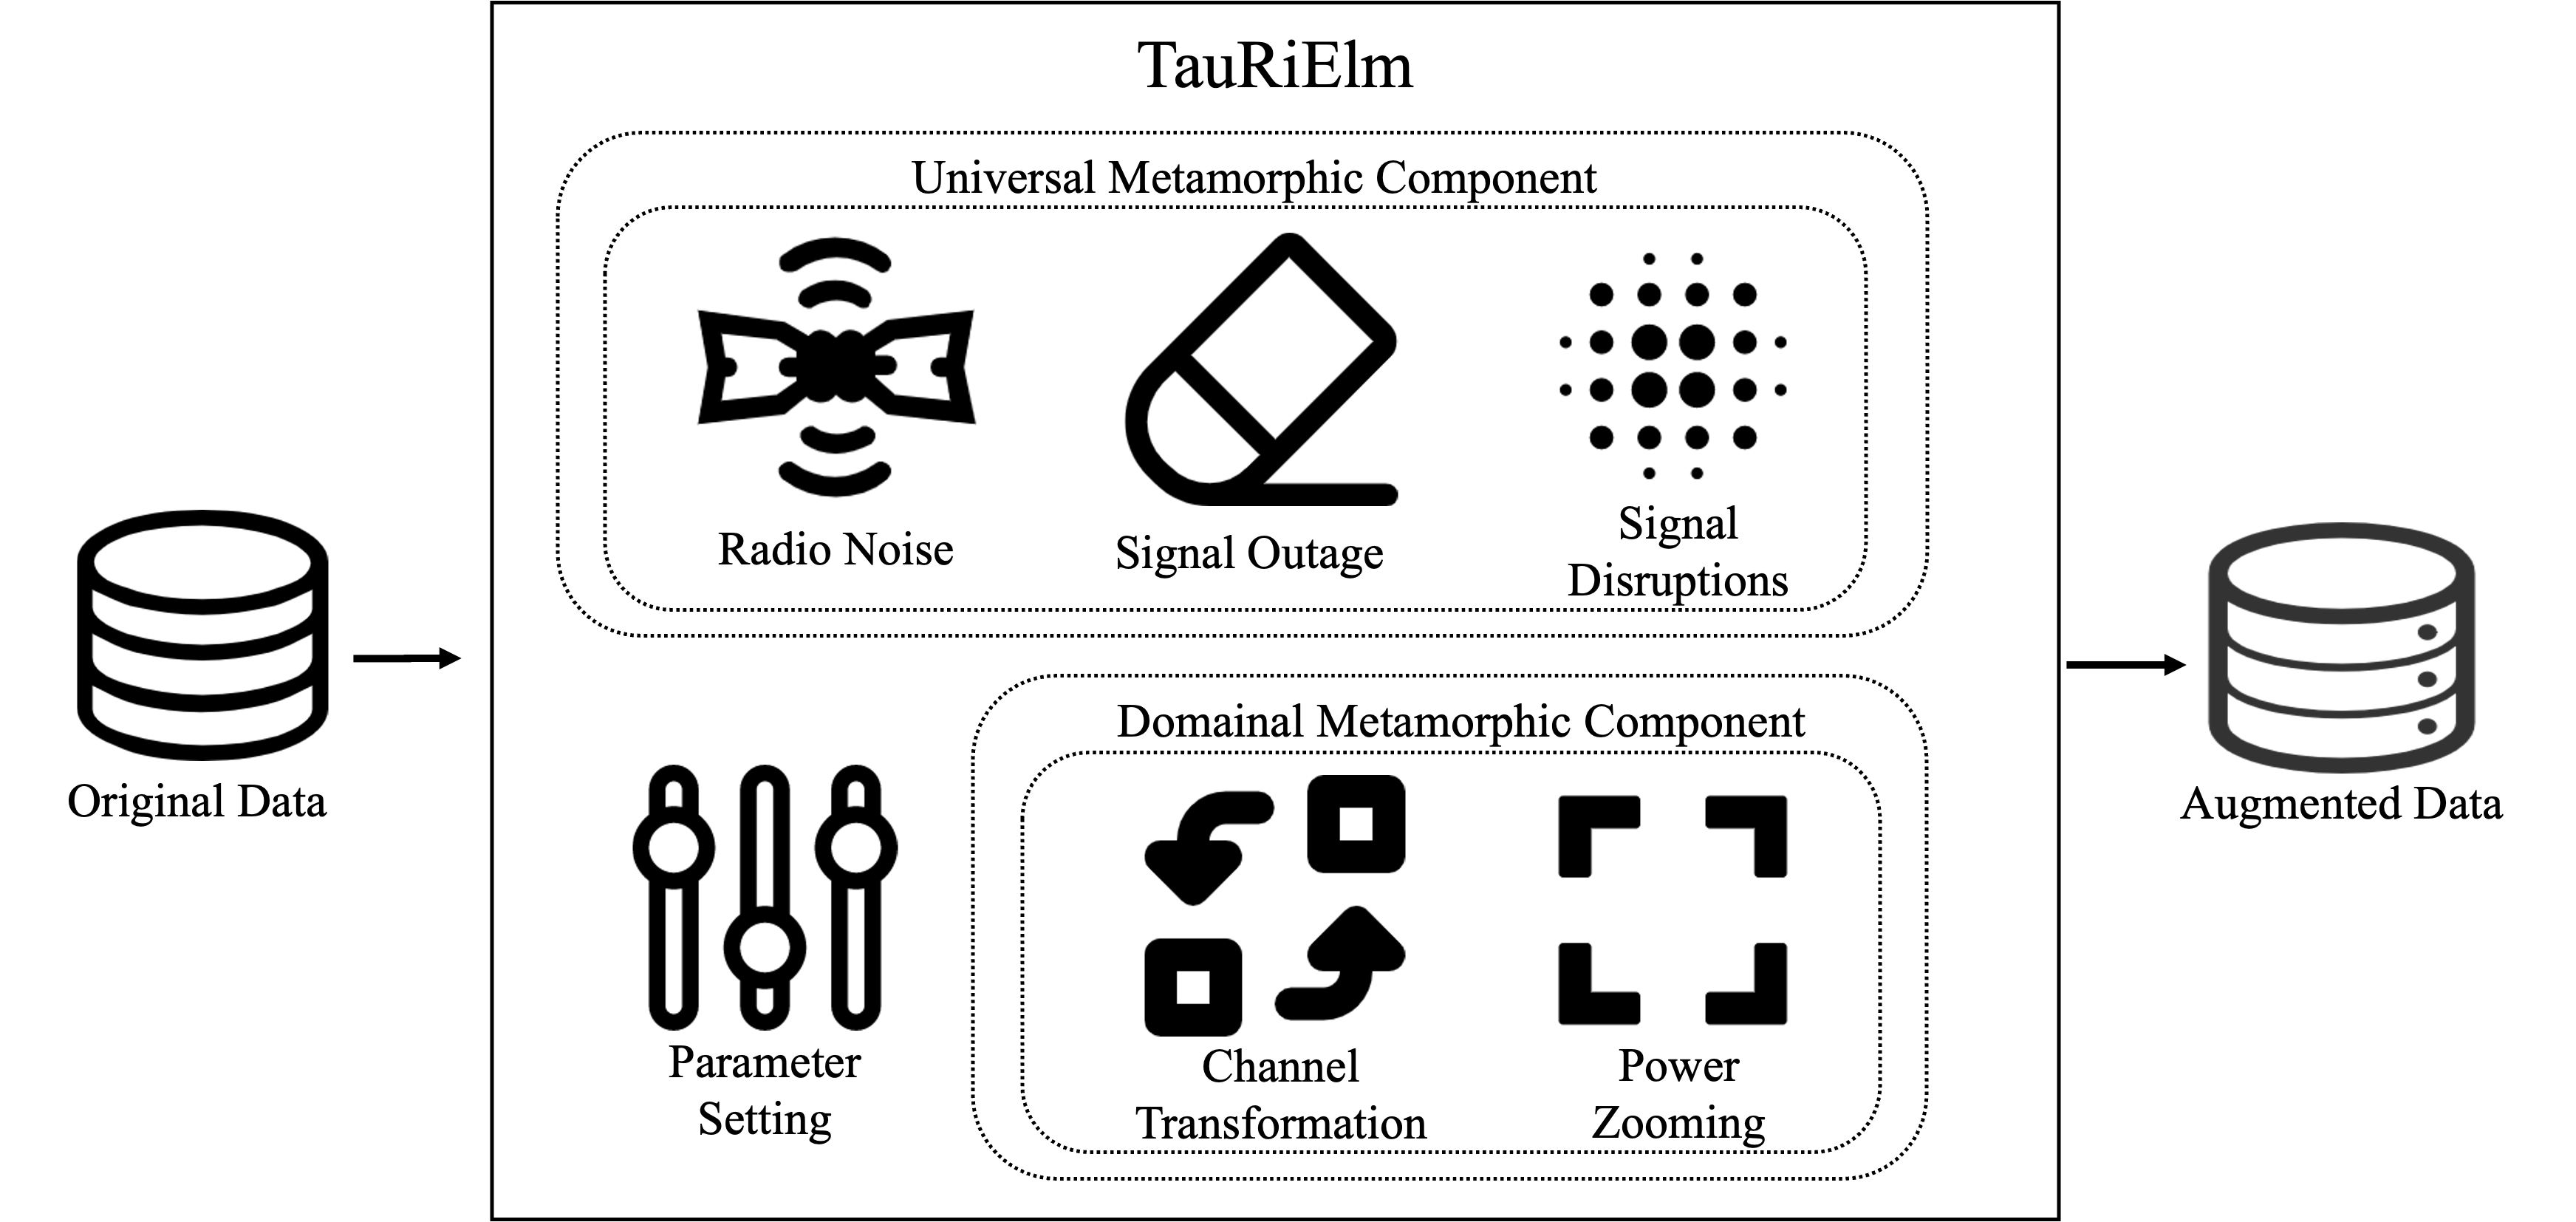 TauRiElm
Universal Metamorphic Component
Radio Noise
Signal Outage
Signal
Disruptions
Original Data
Domainal Metamorphic Component
Parameter
Setting
Channel
Transformation
Power
Zooming
Augmented Data